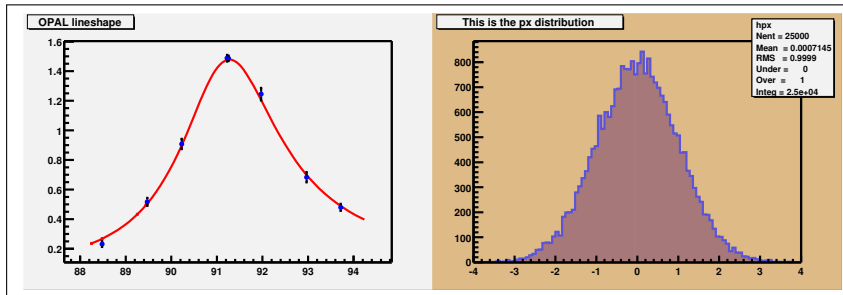 OPAL lineshape
1.6
1.4
1.2
1
0.8
0.6
0.4
0.2
88 89 90 91 92 93 94
This is the px distribution
hpx
Nent = 25000
Mean = 0.0007145
RMS = 0.9999
Under = 0
Over = 1
Integ = 2.5e+04
800
700
600
500
400
300
200
100
0
-4 -3 -2 -1 0 1 2 3 4